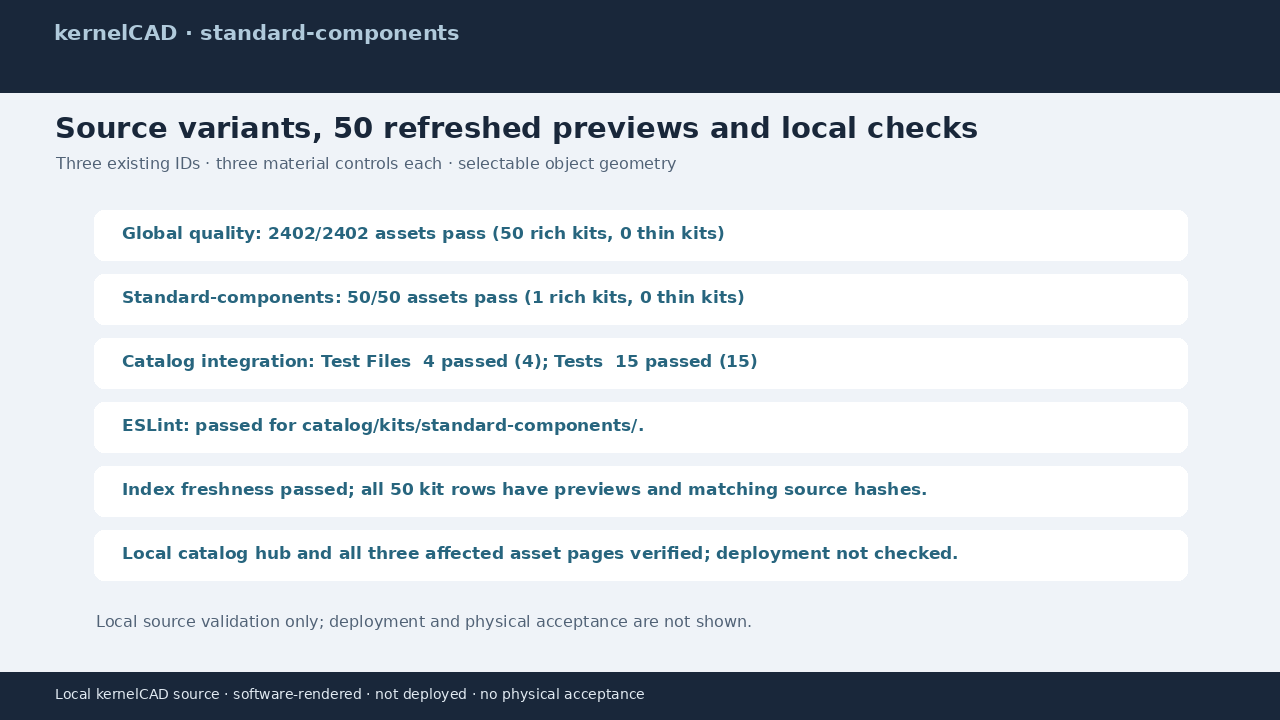 kernelCAD · standard-components
Source variants, 50 refreshed previews and local checks
Three existing IDs · three material controls each · selectable object geometry
Global quality: 2402/2402 assets pass (50 rich kits, 0 thin kits)
Standard-components: 50/50 assets pass (1 rich kits, 0 thin kits)
Catalog integration: Test Files  4 passed (4); Tests  15 passed (15)
ESLint: passed for catalog/kits/standard-components/.
Index freshness passed; all 50 kit rows have previews and matching source hashes.
Local catalog hub and all three affected asset pages verified; deployment not checked.
Local source validation only; deployment and physical acceptance are not shown.
Local kernelCAD source · software-rendered · not deployed · no physical acceptance